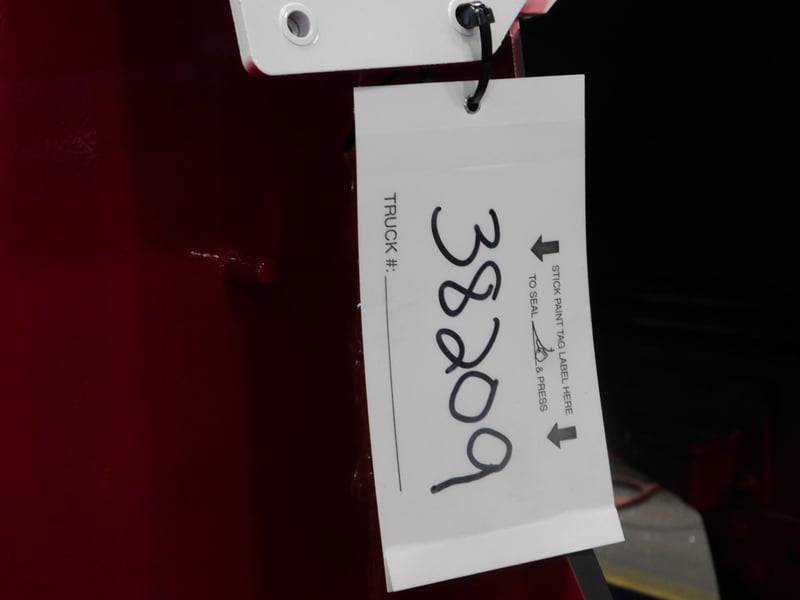 STICK PAINT TAG LABEL HERE
TO SEAL & PRESS
38209
TRUCK #: